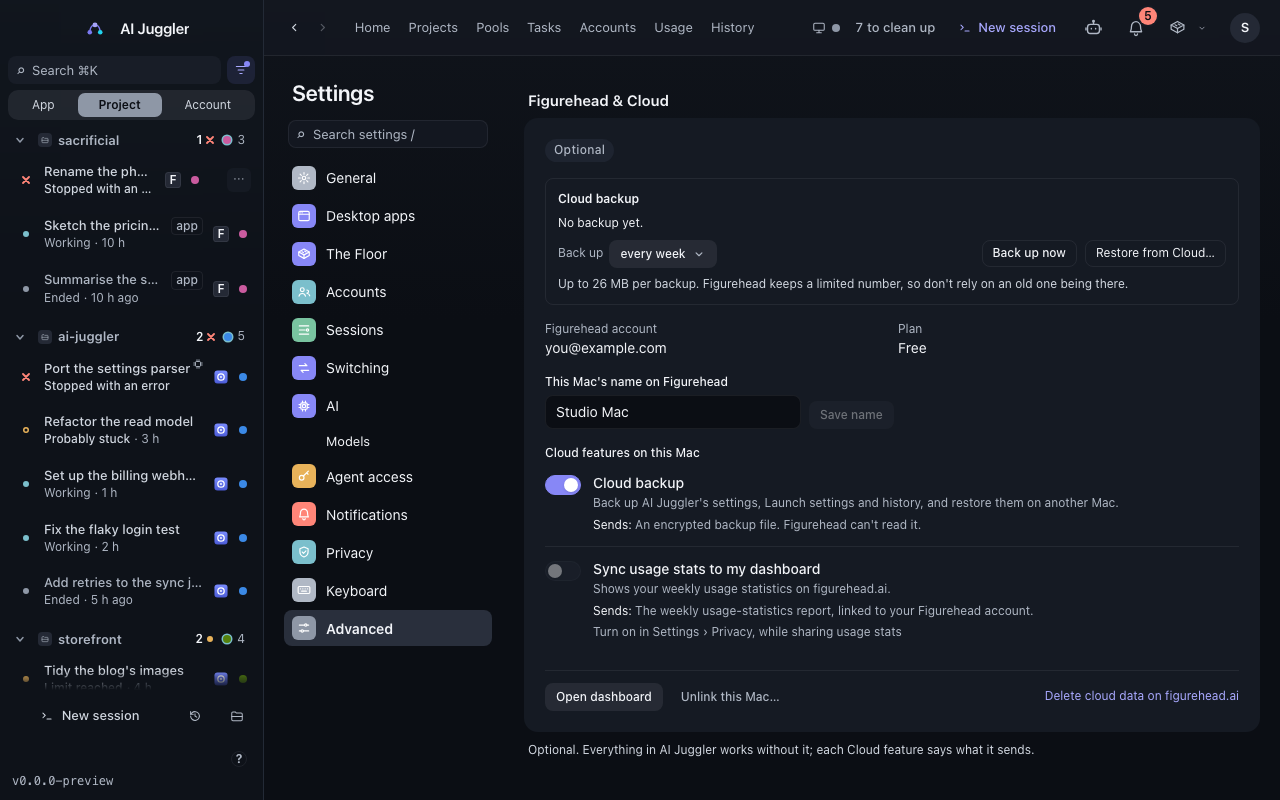 AI Juggler
Search ⌘K
App
Project
Account
sacrificial
1 × 3
Rename the ph...
Stopped with an ...
F
Sketch the pricin...
app
F
Working · 10 h
Summarise the s...
app
F
Ended · 10 h ago
ai-juggler
2 × 5
Port the settings parser
Stopped with an error
Refactor the read model
Probably stuck · 3 h
Set up the billing webh...
Working · 1 h
Fix the flaky login test
Working · 2 h
Add retries to the sync j...
Ended · 5 h ago
storefront
2 4
Tidy the blog's images
Limit reached · 4 h
New session
?
v0.0.0-preview
Home
Projects
Pools
Tasks
Accounts
Usage
History
7 to clean up
New session
5
S
Settings
Search settings /
General
Desktop apps
The Floor
Accounts
Sessions
Switching
AI
Models
Agent access
Notifications
Privacy
Keyboard
Advanced
Figurehead & Cloud
Optional
Cloud backup
No backup yet.
Back up every week
Back up now
Restore from Cloud...
Up to 26 MB per backup. Figurehead keeps a limited number, so don't rely on an old one being there.
Figurehead account
you@example.com
Plan
Free
This Mac's name on Figurehead
Studio Mac
Save name
Cloud features on this Mac
Cloud backup
Back up AI Juggler's settings, Launch settings and history, and restore them on another Mac.
Sends: An encrypted backup file. Figurehead can't read it.
Sync usage stats to my dashboard
Shows your weekly usage statistics on figurehead.ai.
Sends: The weekly usage-statistics report, linked to your Figurehead account.
Turn on in Settings › Privacy, while sharing usage stats
Open dashboard
Unlink this Mac...
Delete cloud data on figurehead.ai
Optional. Everything in AI Juggler works without it; each Cloud feature says what it sends.